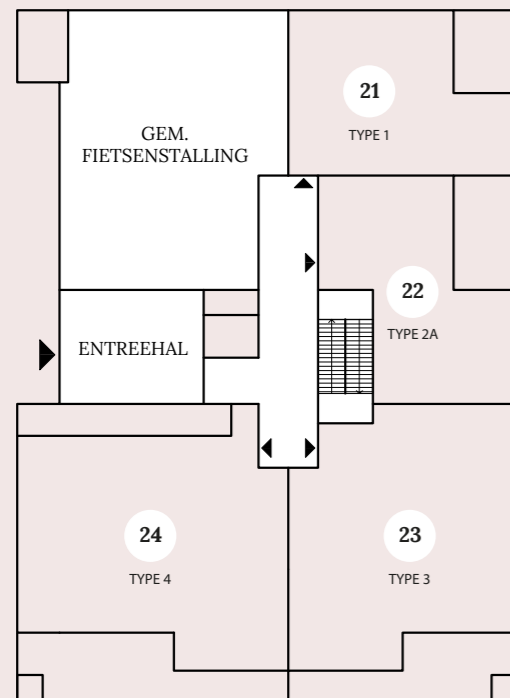 21
TYPE 1
GEM.
FIETSENSTALLING
22
TYPE 2A
ENTREEHAL
24
TYPE 4
23
TYPE 3